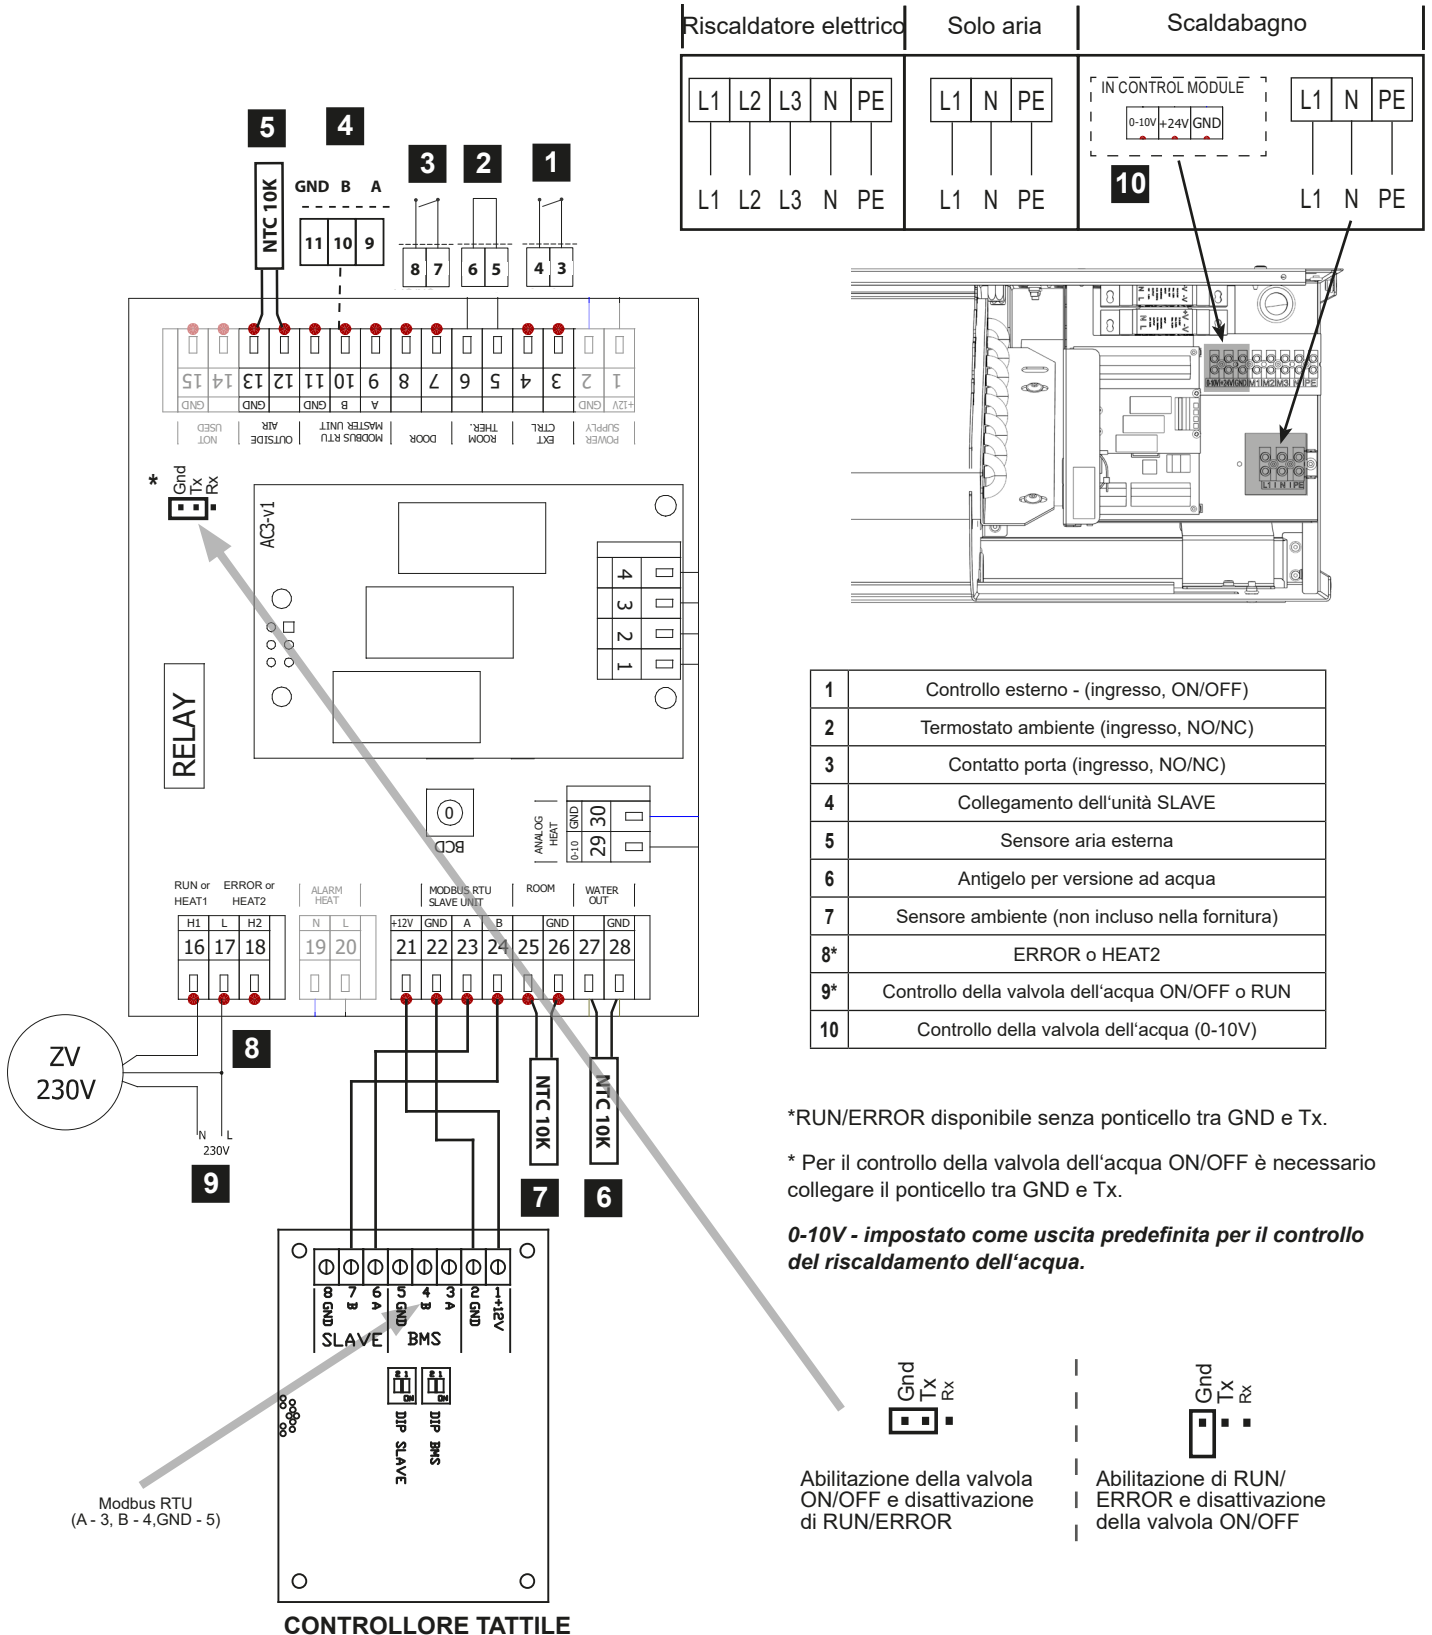 Riscaldatore elettrico
Solo aria
Scaldabagno
L1 L2 L3 N PE
L1 N PE
IN CONTROL MODULE
0-10V +24V GND
L1 N PE
10
L1 L2 L3 N PE
L1 N PE
L1 N PE
5
4
3
2
1
NTC 10K
GND B A
11 10 9
8 7
6 5
4 3
15 14 13 12 11 10 9 8 7 6 5 4 3 2 1
GND
GND
GND
B
A
GND
+12V
NOT USED
OUTSIDE AIR
MODBUS RTU MASTER UNIT
DOOR
ROOM THER.
EXT CTRL
POWER SUPPLY
*
Gnd
Tx
Rx
AC3-v1
4
3
2
1
RELAY
0
BCD
ANALOG HEAT
0-10 GND
29 30
RUN or HEAT1
ERROR or HEAT2
ALARM HEAT
MODBUS RTU SLAVE UNIT
ROOM
WATER OUT
H1 L H2
N L
+12V GND A B GND GND
16 17 18
19 20
21 22 23 24 25 26 27 28
ZV
230V
8
N L
230V
9
NTC 10K
NTC 10K
7
6
8 7 6 5 4 3 2 1
GND B A GND B A GND +12V
SLAVE BMS
2 1
ON
2 1
ON
DIP SLAVE
DIP BMS
Modbus RTU
(A - 3, B - 4,GND - 5)
CONTROLLORE TATTILE
N L
N L
+V -V
M1 M2 M3 N PE
L1 N PE
1 Controllo esterno - (ingresso, ON/OFF)
2 Termostato ambiente (ingresso, NO/NC)
3 Contatto porta (ingresso, NO/NC)
4 Collegamento dell‘unità SLAVE
5 Sensore aria esterna
6 Antigelo per versione ad acqua
7 Sensore ambiente (non incluso nella fornitura)
8* ERROR o HEAT2
9* Controllo della valvola dell‘acqua ON/OFF o RUN
10 Controllo della valvola dell‘acqua (0-10V)
*RUN/ERROR disponibile senza ponticello tra GND e Tx.
* Per il controllo della valvola dell‘acqua ON/OFF è necessario
collegare il ponticello tra GND e Tx.
0-10V - impostato come uscita predefinita per il controllo
del riscaldamento dell‘acqua.
Gnd
Tx
Rx
Abilitazione della valvola
ON/OFF e disattivazione
di RUN/ERROR
Gnd
Tx
Rx
Abilitazione di RUN/
ERROR e disattivazione
della valvola ON/OFF